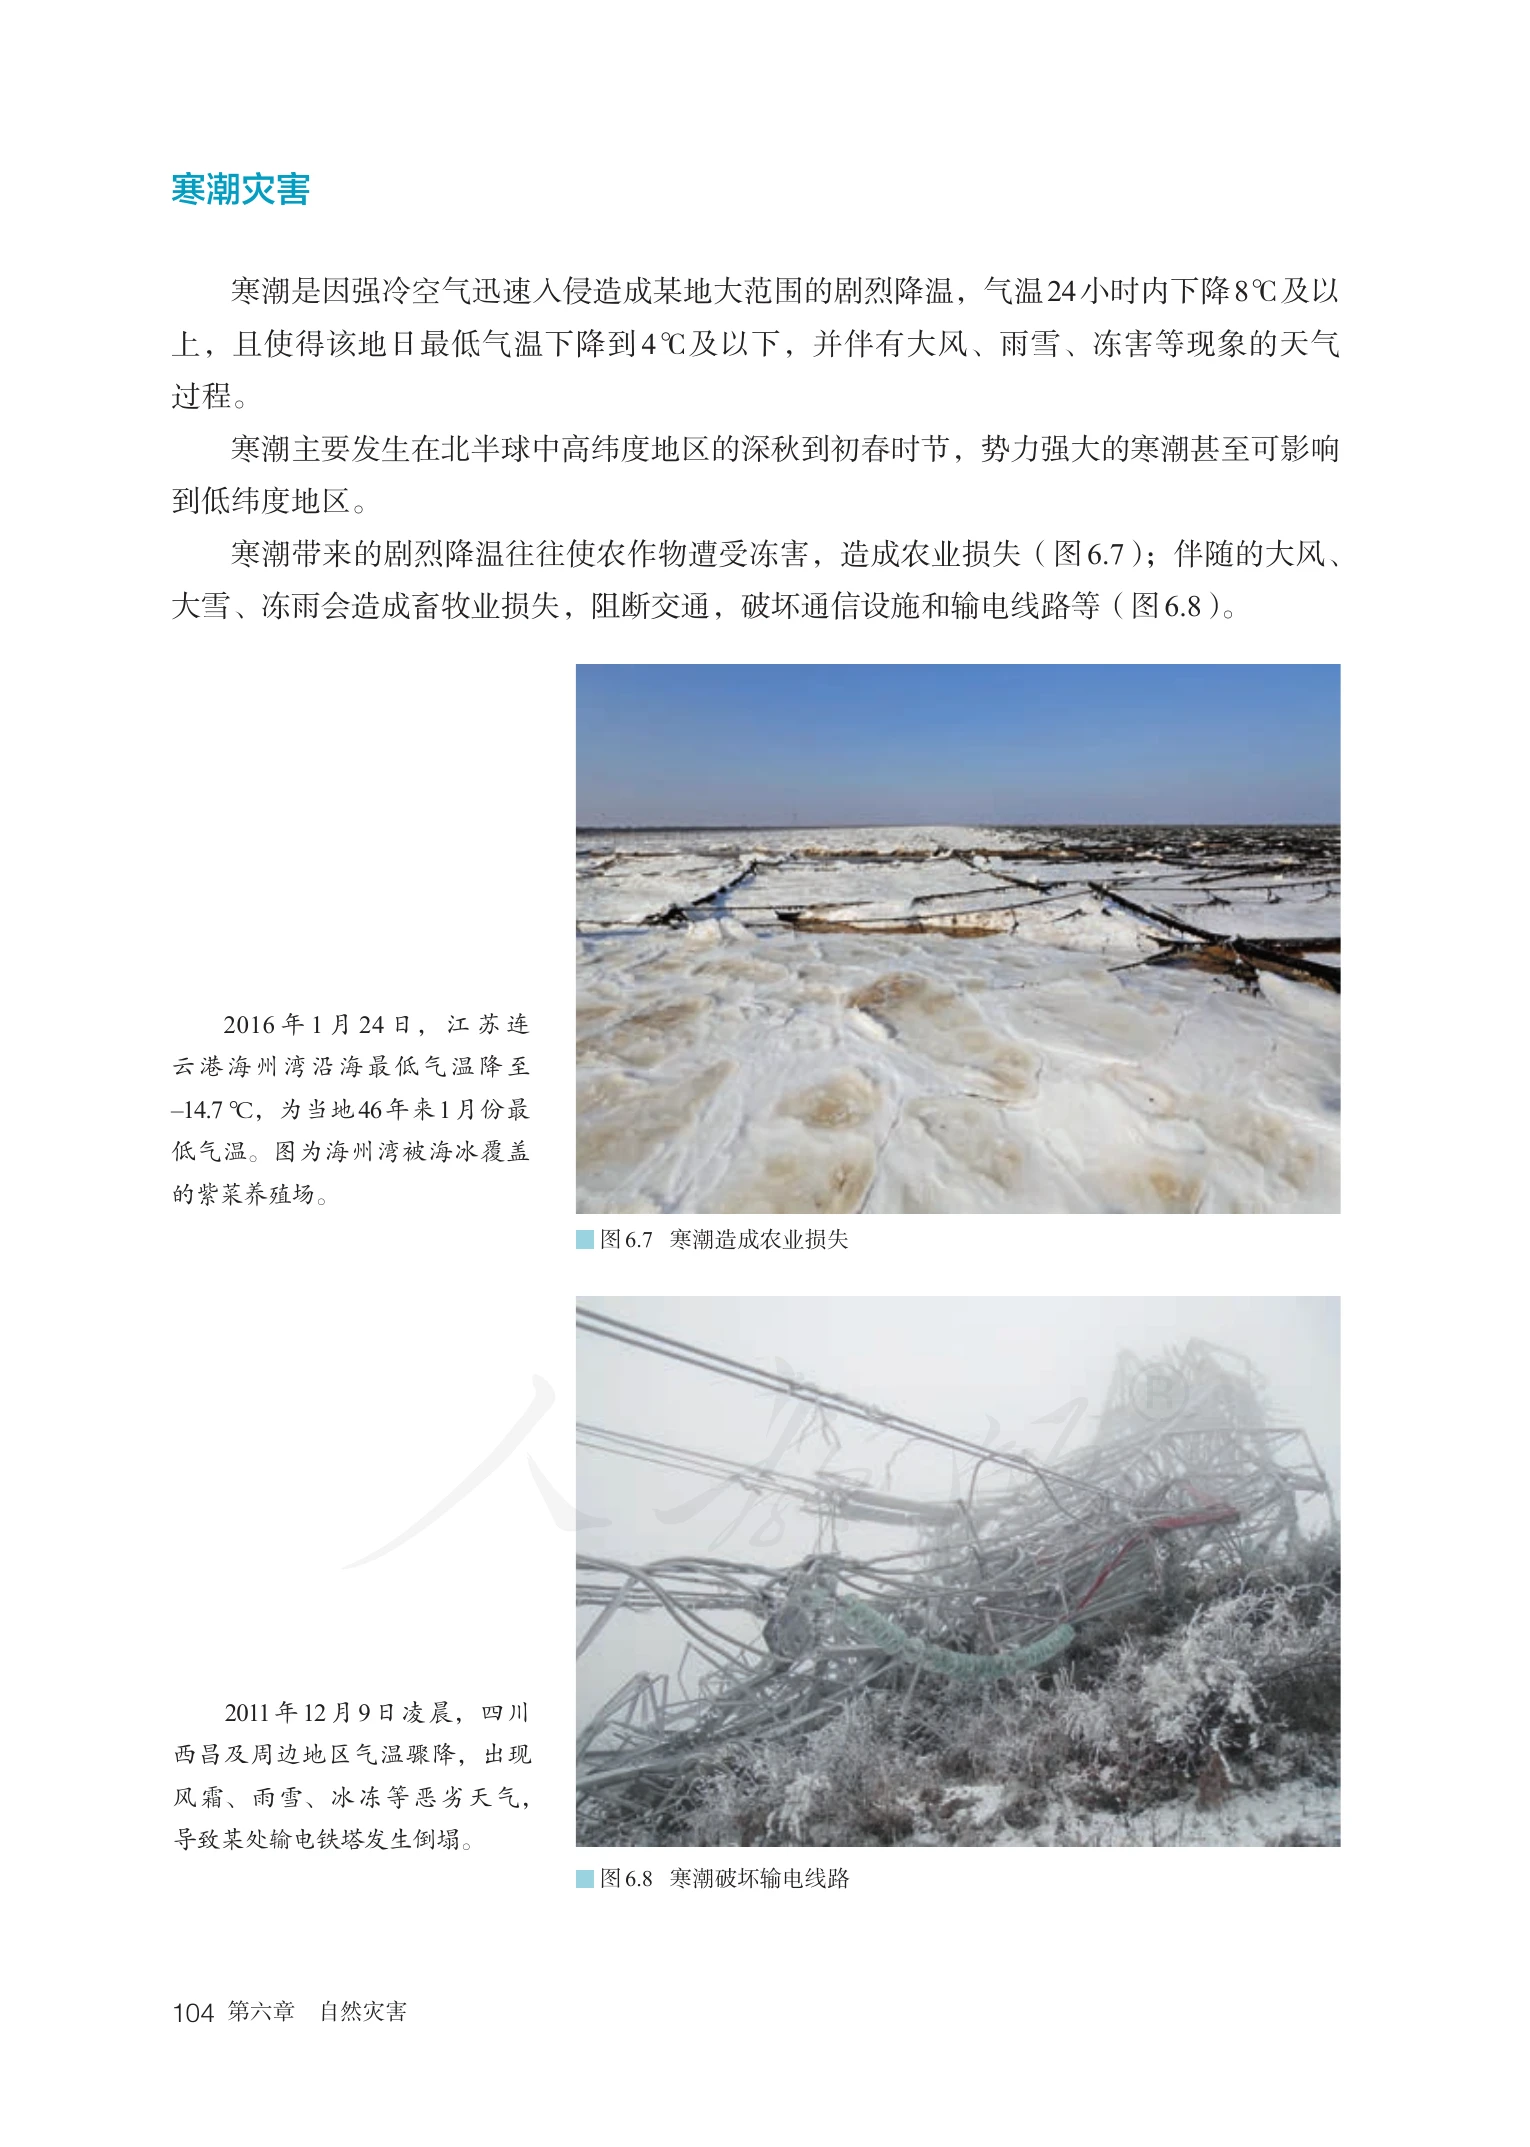 寒潮灾害
寒潮是因强冷空气迅速入侵造成某地大范围的剧烈降温，气温24小时内下降8℃及以
上，且使得该地日最低气温下降到4℃及以下，并伴有大风、雨雪、冻害等现象的天气
过程。
寒潮主要发生在北半球中高纬度地区的深秋到初春时节，势力强大的寒潮甚至可影响
到低纬度地区。
寒潮带来的剧烈降温往往使农作物遭受冻害，造成农业损失（图6.7）；伴随的大风、
大雪、冻雨会造成畜牧业损失，阻断交通，破坏通信设施和输电线路等（图6.8）。
2016年1月24日，江苏连
云港海州湾沿海最低气温降至
–14.7℃，为当地46年来1月份最
低气温。图为海州湾被海冰覆盖
的紫菜养殖场。
图6.7 寒潮造成农业损失
人教版®
2011年12月9日凌晨，四川
西昌及周边地区气温骤降，出现
风霜、雨雪、冰冻等恶劣天气，
导致某处输电铁塔发生倒塌。
图6.8 寒潮破坏输电线路
104 第六章 自然灾害